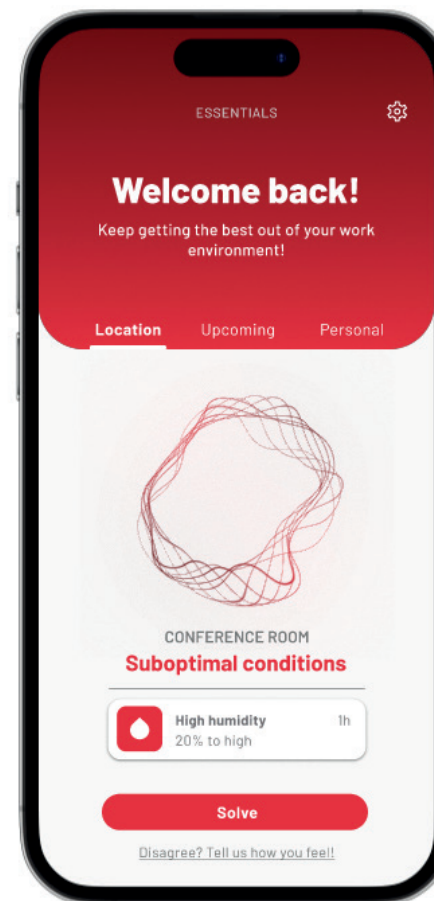 ESSENTIALS
Welcome back!
Keep getting the best out of your work
environment!
Location Upcoming Personal
CONFERENCE ROOM
Suboptimal conditions
High humidity 1h
20% to high
Solve
Disagree? Tell us how you feel!